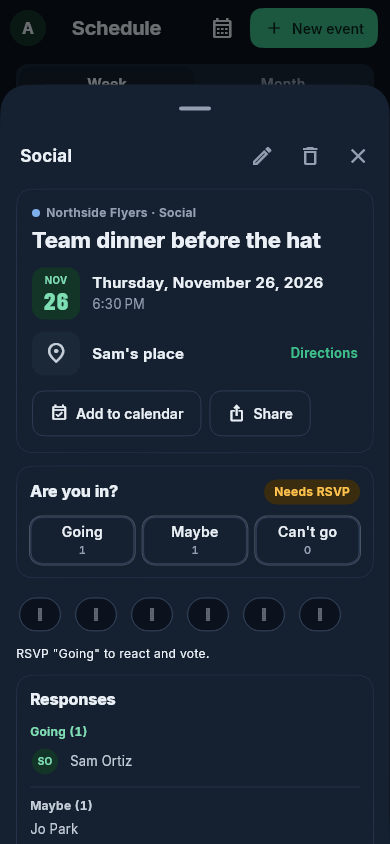 A
Schedule
New event
Week
Month
Social
Northside Flyers · Social
Team dinner before the hat
NOV
26
Thursday, November 26, 2026
6:30 PM
Sam's place
Directions
Add to calendar
Share
Are you in?
Needs RSVP
Going
1
Maybe
1
Can't go
0
RSVP "Going" to react and vote.
Responses
Going (1)
SO
Sam Ortiz
Maybe (1)
Jo Park